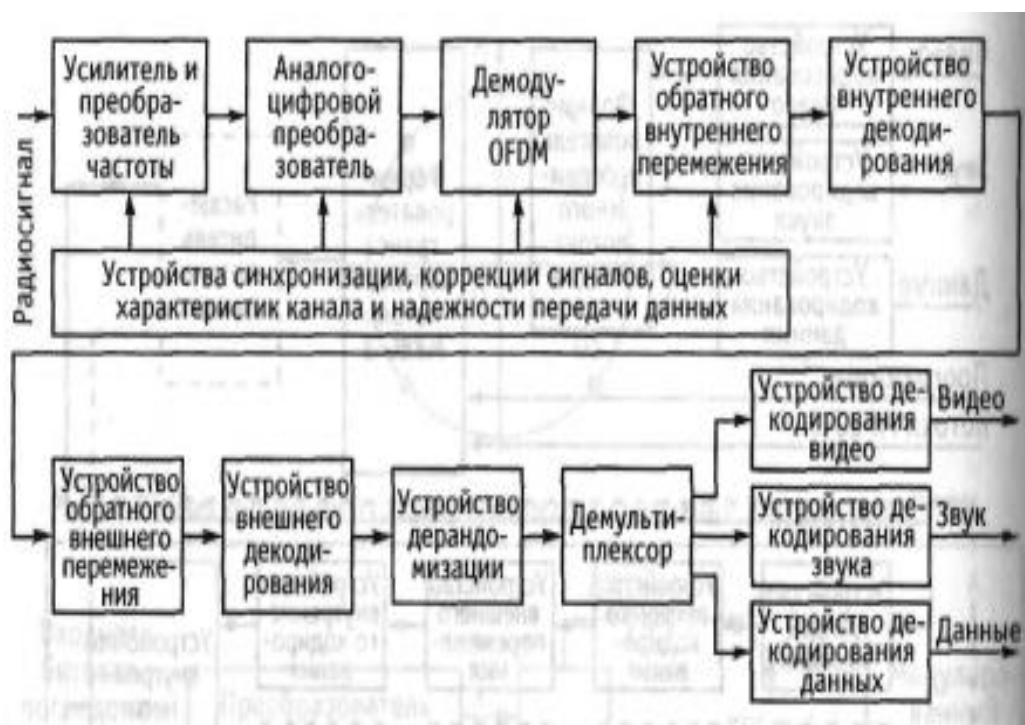 Радиосигнал
Усилитель и
преобра-
зователь
частоты
Аналого-
цифровой
преобра-
зователь
Демоду-
лятор
OFDM
Устройство
обратного
внутреннего
перемежения
Устройство
внутреннего
декоди-
рования
Устройства синхронизации, коррекции сигналов, оценки
характеристик канала и надежности передачи данных
Устройство
обратного
внешнего
перемеже-
ния
Устройство
внешнего
декоди-
рования
Устройство
дерандо-
мизации
Демульти-
плексор
Устройство де-
кодирования
видео
Видео
Устройство де-
кодирования
звука
Звук
Устройство де-
кодирования
данных
Данные